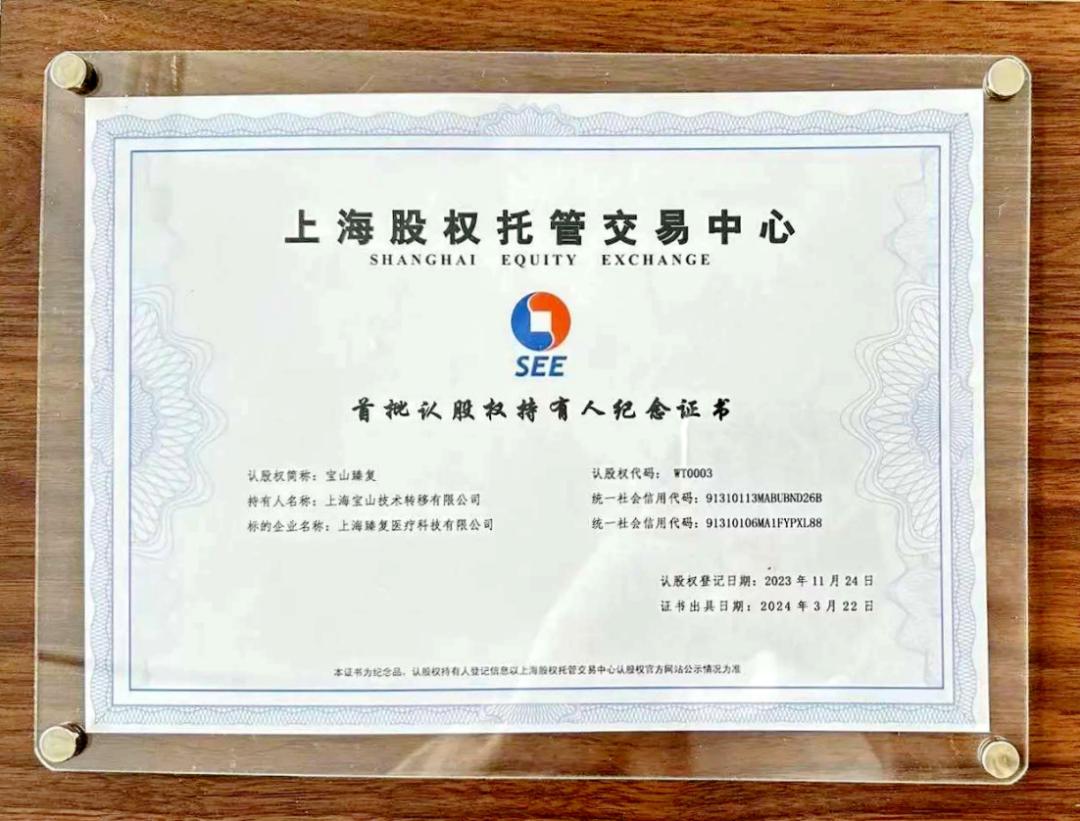 上海股权托管交易中心
SHANGHAI EQUITY EXCHANGE
SEE
首批认股权持有人纪念证书
认股权简称：宝山臻复
认股权代码： WT0003
持有人名称：上海宝山技术转移有限公司
统一社会信用代码：91310113MABUBND26B
标的企业名称：上海臻复医疗科技有限公司
统一社会信用代码：91310106MA1FYPXL88
认股权登记日期：2023 年 11 月 24 日
证书出具日期：2024 年 3 月 22 日
本证书为纪念品，认股权持有人登记信息以上海股权托管交易中心认股权官方网站公示情况为准